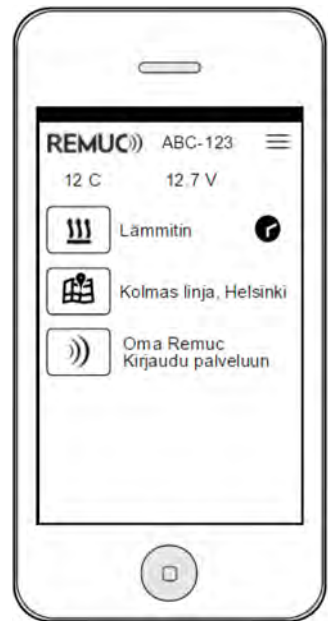 REMUC ABC-123
12 C 12.7 V
Lämmitin
Kolmas linja, Helsinki
Oma Remuc
Kirjaudu palveluun